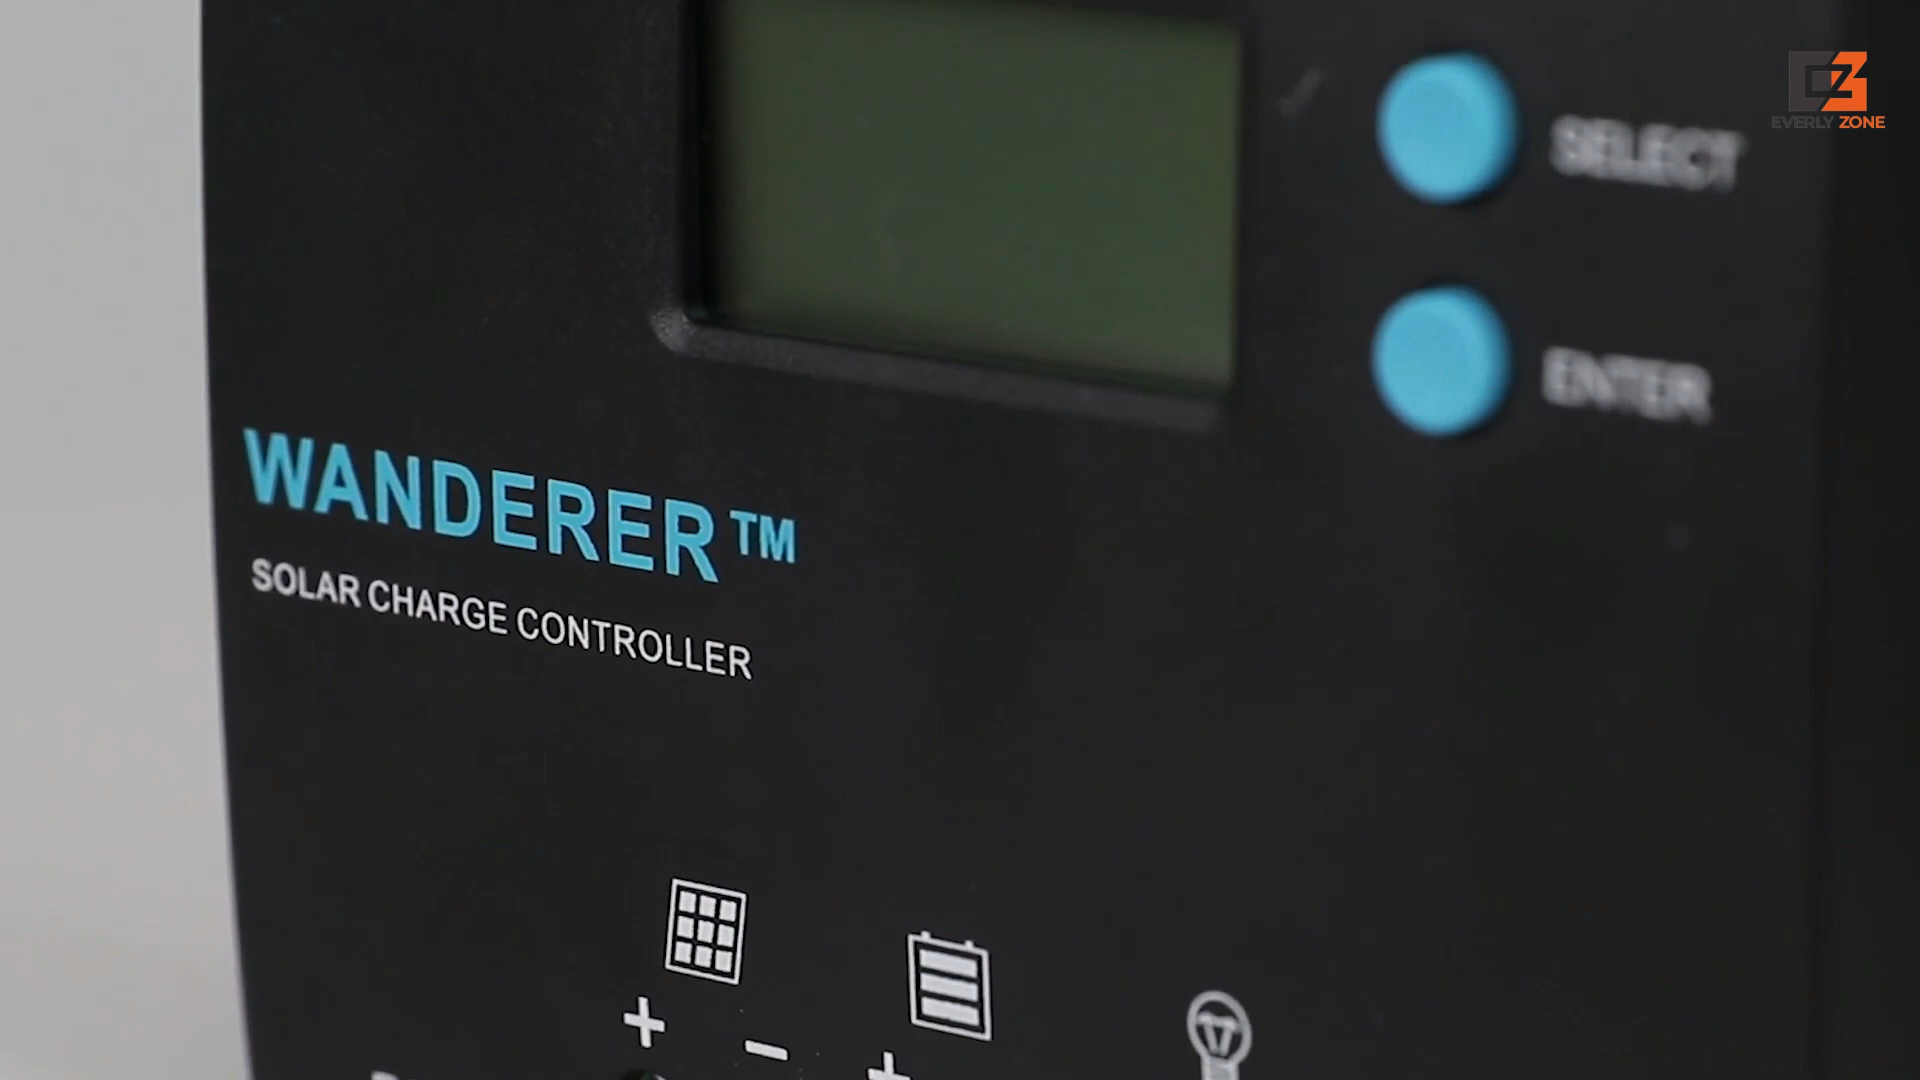 EVERLY ZONE
SELECT
ENTER
WANDERER™
SOLAR CHARGE CONTROLLER
+ −
+